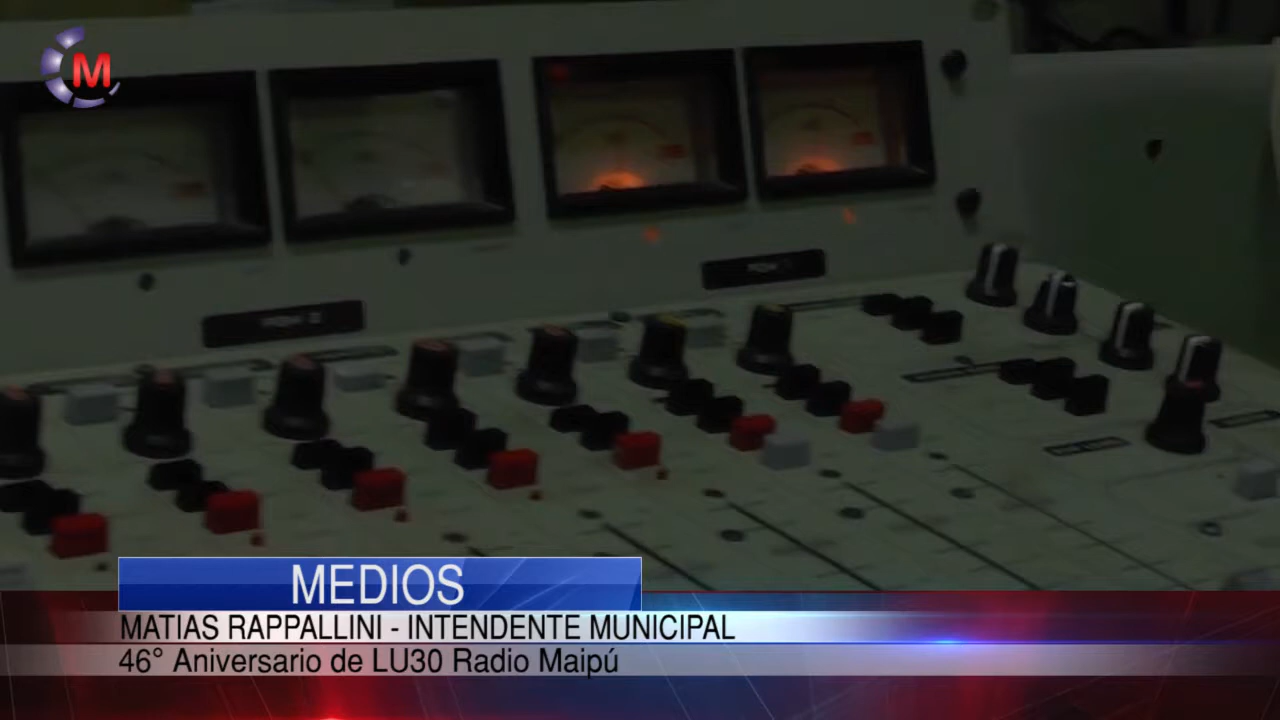 M
MEDIOS
MATIAS RAPPALLINI - INTENDENTE MUNICIPAL
46° Aniversario de LU30 Radio Maipú